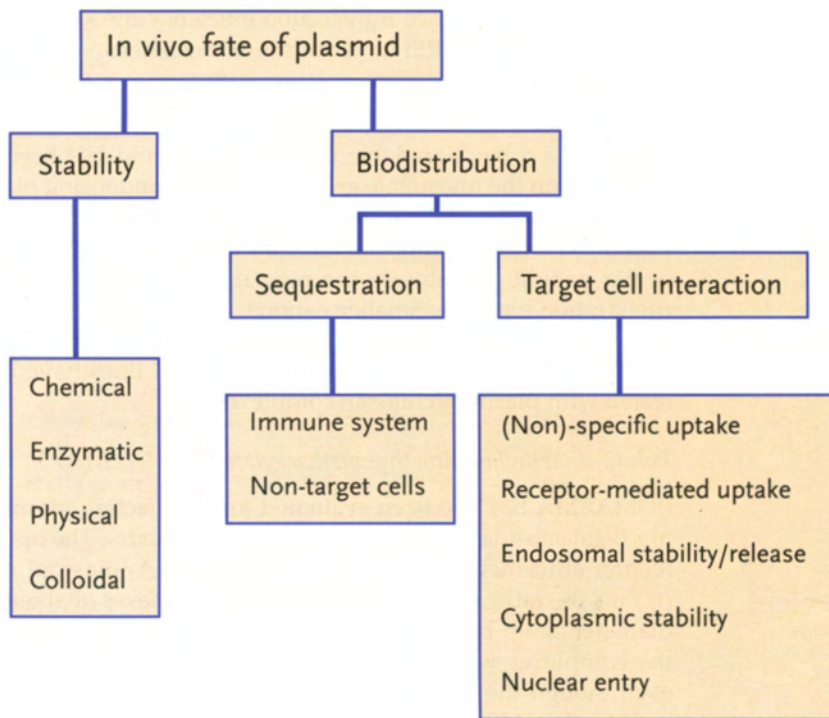 In vivo fate of plasmid
Stability
Biodistribution
Sequestration
Target cell interaction
Chemical
Enzymatic
Physical
Colloidal
Immune system
Non-target cells
(Non)-specific uptake
Receptor-mediated uptake
Endosomal stability/release
Cytoplasmic stability
Nuclear entry